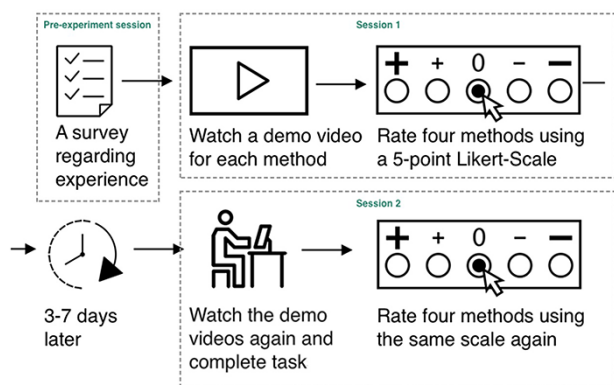 Pre-experiment session
Session 1
+ + 0 − −
A survey
regarding
experience
Watch a demo video
for each method
Rate four methods using
a 5-point Likert-Scale
Session 2
+ + 0 − −
3-7 days
later
Watch the demo
videos again and
complete task
Rate four methods using
the same scale again